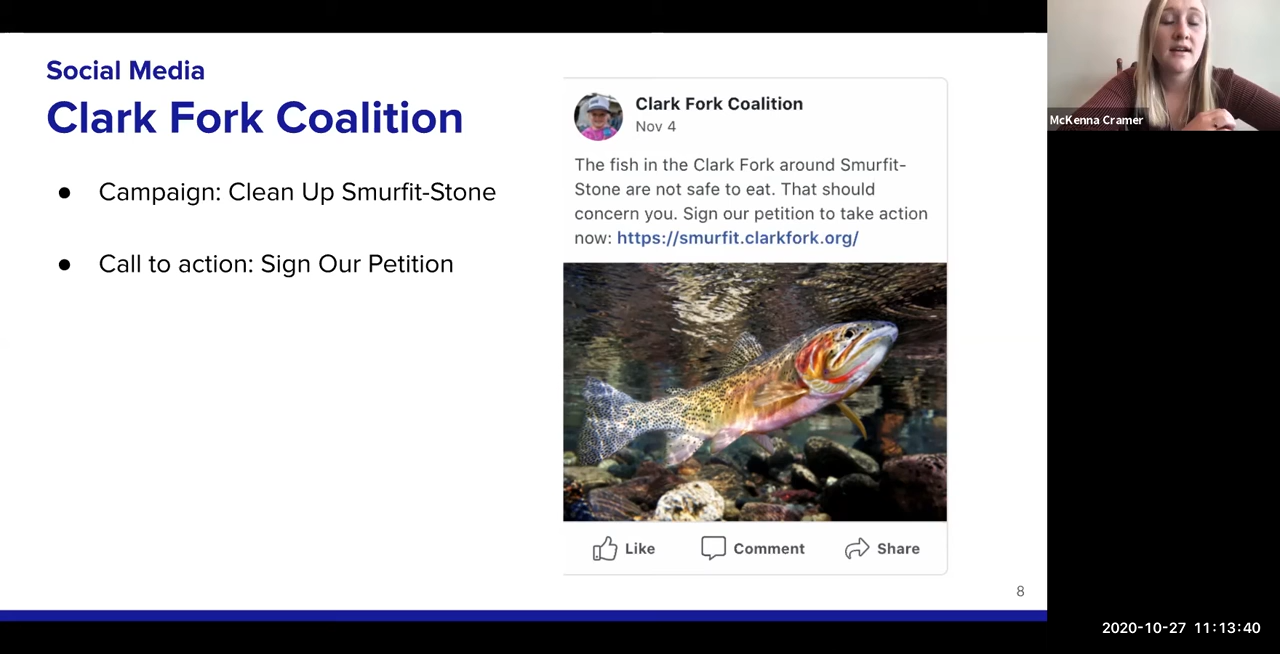 Social Media
Clark Fork Coalition
● Campaign: Clean Up Smurfit-Stone
● Call to action: Sign Our Petition
Clark Fork Coalition
Nov 4
The fish in the Clark Fork around Smurfit-
Stone are not safe to eat. That should
concern you. Sign our petition to take action
now: https://smurfit.clarkfork.org/
Like Comment Share
8
McKenna Cramer
2020-10-27 11:13:40